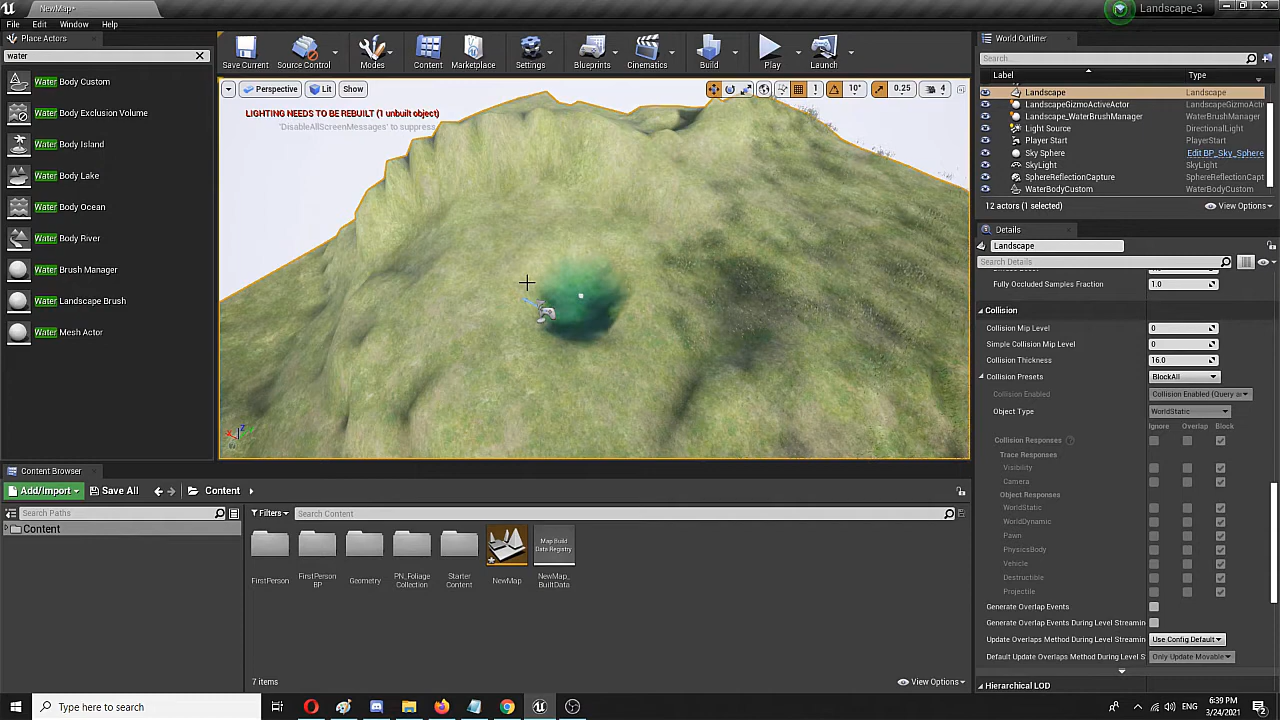 NewMap*
Landscape_3
File Edit Window Help
Place Actors
water
Water Body Custom
Water Body Exclusion Volume
Water Body Island
Water Body Lake
Water Body Ocean
Water Body River
Water Brush Manager
Water Landscape Brush
Water Mesh Actor
Save Current
Source Control
Modes
Content
Marketplace
Settings
Blueprints
Cinematics
Build
Play
Launch
Perspective
Lit
Show
1
10°
0.25
4
LIGHTING NEEDS TO BE REBUILT (1 unbuilt object)
'DisableAllScreenMessages' to suppress
World Outliner
Search...
Label Type
Landscape Landscape
LandscapeGizmoActiveActor LandscapeGizmoActi
Landscape_WaterBrushManager WaterBrushManager
Light Source DirectionalLight
Player Start PlayerStart
Sky Sphere Edit BP_Sky_Sphere
SkyLight SkyLight
SphereReflectionCapture SphereReflectionCapt
WaterBodyCustom WaterBodyCustom
12 actors (1 selected)
View Options
Details
Landscape
Search Details
Fully Occluded Samples Fraction 1.0
Collision
Collision Mip Level 0
Simple Collision Mip Level 0
Collision Thickness 16.0
Collision Presets BlockAll
Collision Enabled Collision Enabled (Query a
Object Type WorldStatic
Ignore Overlap Block
Collision Responses ?
Trace Responses
Visibility
Camera
Object Responses
WorldStatic
WorldDynamic
Pawn
PhysicsBody
Vehicle
Destructible
Projectile
Generate Overlap Events
Generate Overlap Events During Level Streamin
Update Overlaps Method During Level Streamin Use Config Default
Default Update Overlaps Method During Level S Only Update Movable
Hierarchical LOD
Content Browser
Add/Import
Save All
Content
Search Paths
Content
Filters
Search Content
FirstPerson
FirstPerson
BP
Geometry
PN_Foliage
Collection
Starter
Content
NewMap
Map Build
Data Registry
NewMap_
BuiltData
7 items
View Options
Type here to search
ENG
6:39 PM
3/24/2021